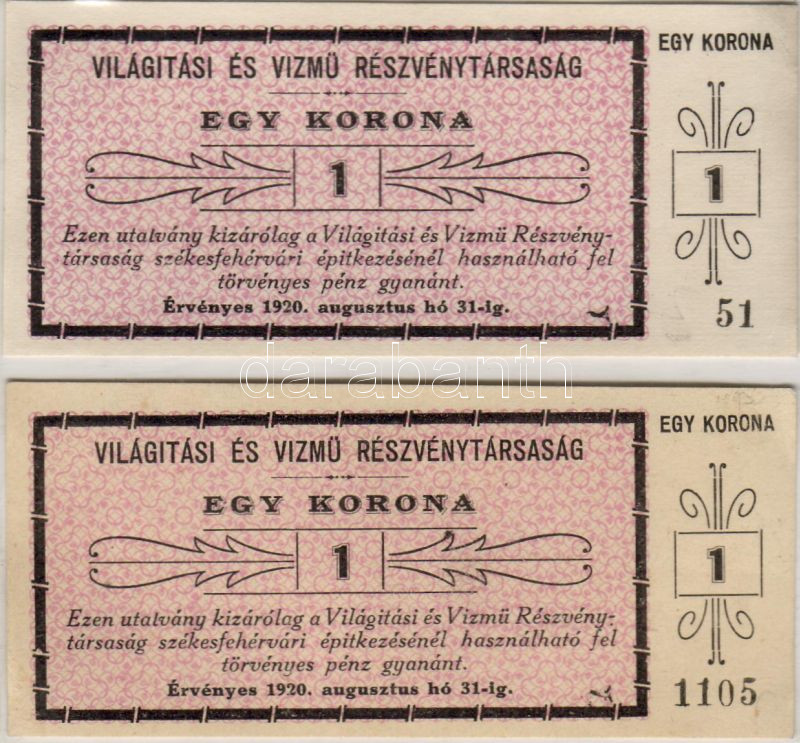 VILÁGITÁSI ÉS VIZMÜ RÉSZVÉNYTÁRSASÁG
EGY KORONA
1
Ezen utalvány kizárólag a Világitási és Vizmü Részvény-
társaság székesfehérvári épitkezésénél használható fel
törvényes pénz gyanánt.
Érvényes 1920. augusztus hó 31-ig.
EGY KORONA
1
51
darabanth
VILÁGITÁSI ÉS VIZMÜ RÉSZVÉNYTÁRSASÁG
EGY KORONA
1
Ezen utalvány kizárólag a Világitási és Vizmü Részvény-
társaság székesfehérvári épitkezésénél használható fel
törvényes pénz gyanánt.
Érvényes 1920. augusztus hó 31-ig.
EGY KORONA
1
1105